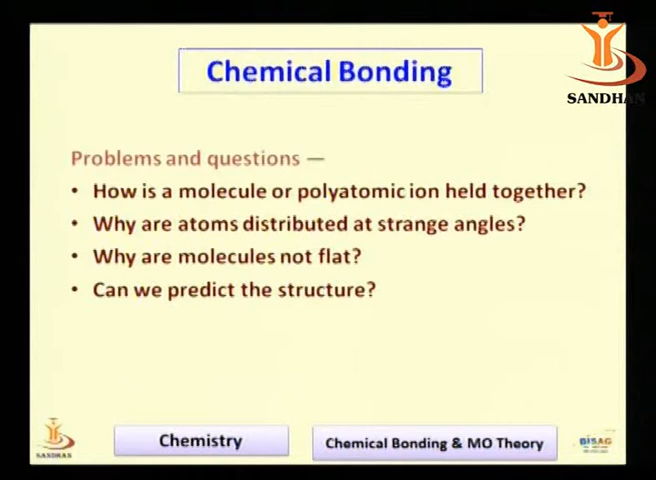 SANDHAN
Chemical Bonding
Problems and questions —
• How is a molecule or polyatomic ion held together?
• Why are atoms distributed at strange angles?
• Why are molecules not flat?
• Can we predict the structure?
SANDHAN
Chemistry
Chemical Bonding & MO Theory
BISAG